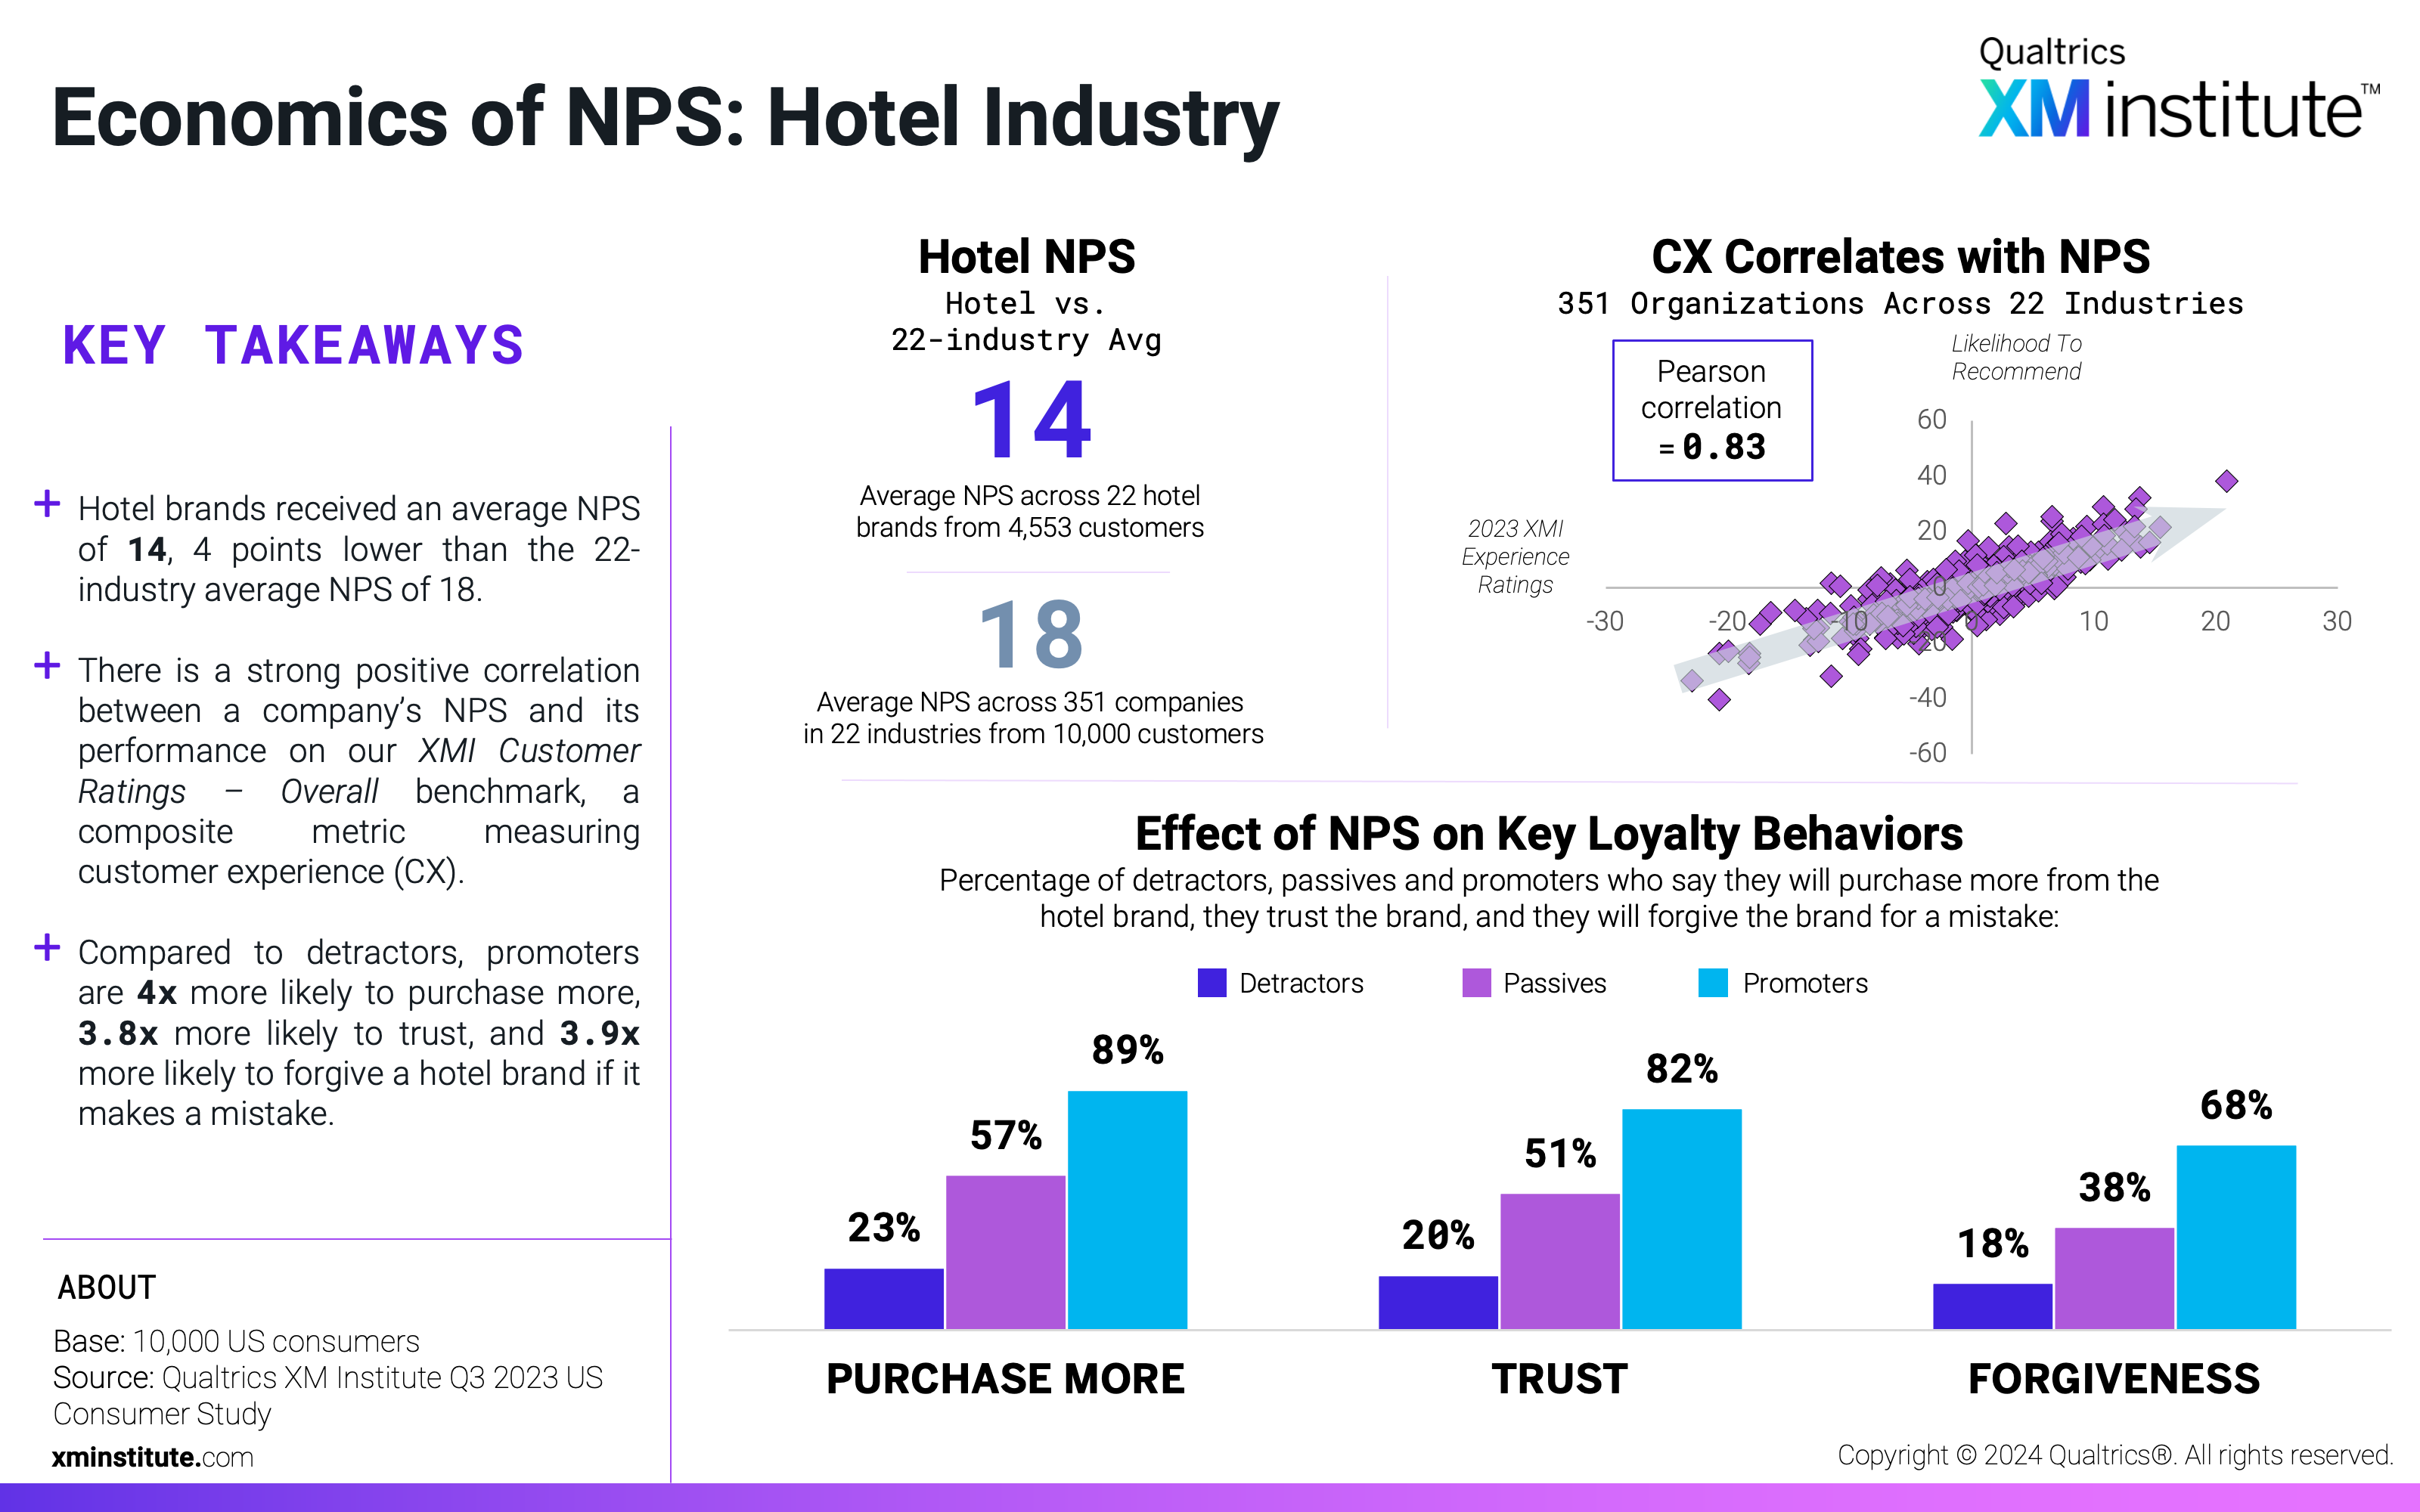 Economics of NPS: Hotel Industry
Qualtrics
XM institute™
KEY TAKEAWAYS
+ Hotel brands received an average NPS
of 14, 4 points lower than the 22-
industry average NPS of 18.
+ There is a strong positive correlation
between a company’s NPS and its
performance on our XMI Customer
Ratings – Overall benchmark, a
composite metric measuring
customer experience (CX).
+ Compared to detractors, promoters
are 4x more likely to purchase more,
3.8x more likely to trust, and 3.9x
more likely to forgive a hotel brand if it
makes a mistake.
ABOUT
Base: 10,000 US consumers
Source: Qualtrics XM Institute Q3 2023 US
Consumer Study
xminstitute.com
Hotel NPS
Hotel vs.
22-industry Avg
14
Average NPS across 22 hotel
brands from 4,553 customers
18
Average NPS across 351 companies
in 22 industries from 10,000 customers
CX Correlates with NPS
351 Organizations Across 22 Industries
Pearson
correlation
= 0.83
Likelihood To
Recommend
2023 XMI
Experience
Ratings
60
40
20
0
-20
-40
-60
-30 -20 -10 0 10 20 30
Effect of NPS on Key Loyalty Behaviors
Percentage of detractors, passives and promoters who say they will purchase more from the
hotel brand, they trust the brand, and they will forgive the brand for a mistake:
Detractors Passives Promoters
23% 57% 89%
20% 51% 82%
18% 38% 68%
PURCHASE MORE TRUST FORGIVENESS
Copyright © 2024 Qualtrics®. All rights reserved.